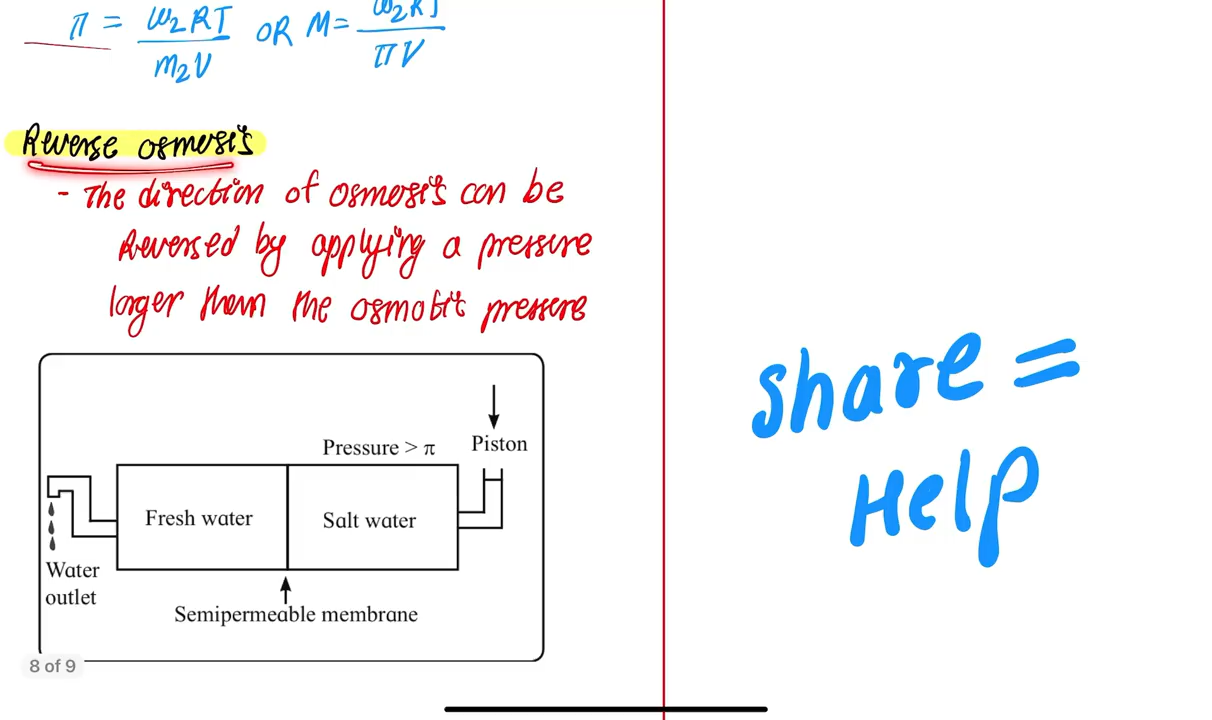 π = W₂RT / m₂V OR M = W₂RT / πV
Reverse osmosis
- The direction of osmosis can be
Reversed by applying a pressure
larger than the osmotic pressure
Pressure > π
Piston
Fresh water
Salt water
Water
outlet
Semipermeable membrane
8 of 9
Share =
Help